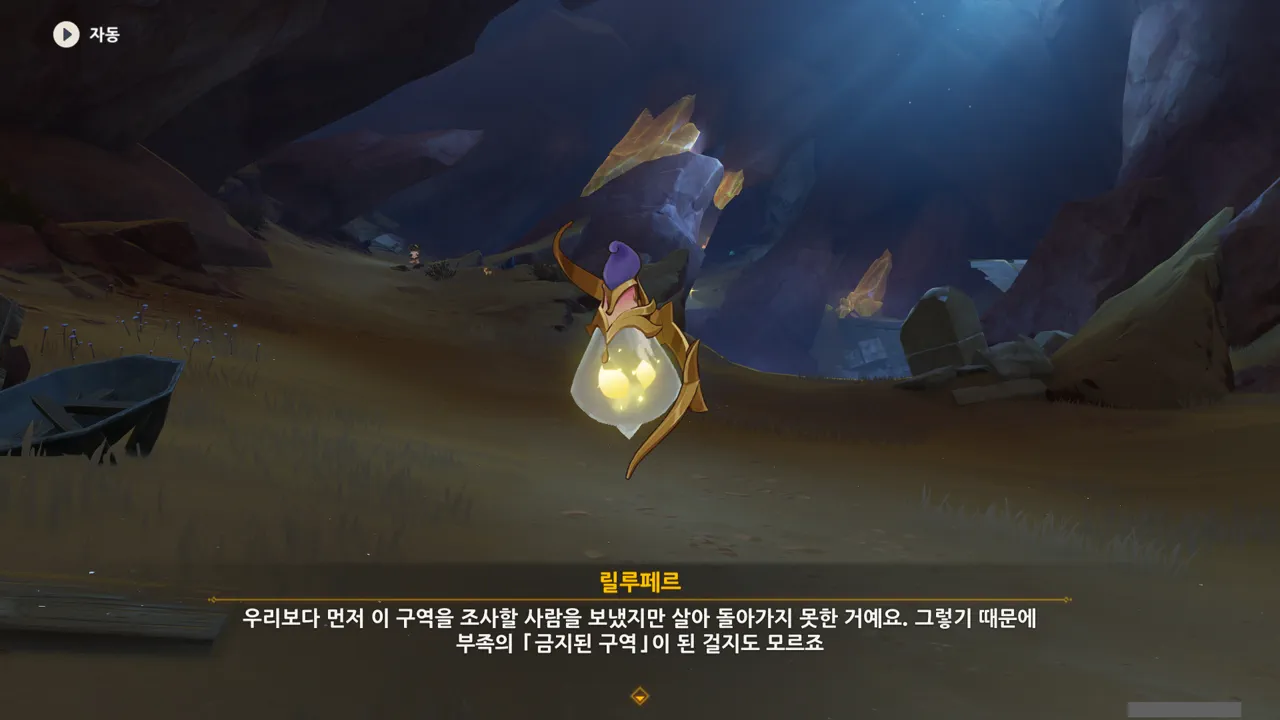 자동
릴루페르
우리보다 먼저 이 구역을 조사할 사람을 보냈지만 살아 돌아가지 못한 거예요. 그렇기 때문에
부족의 「금지된 구역」이 된 걸지도 모르죠